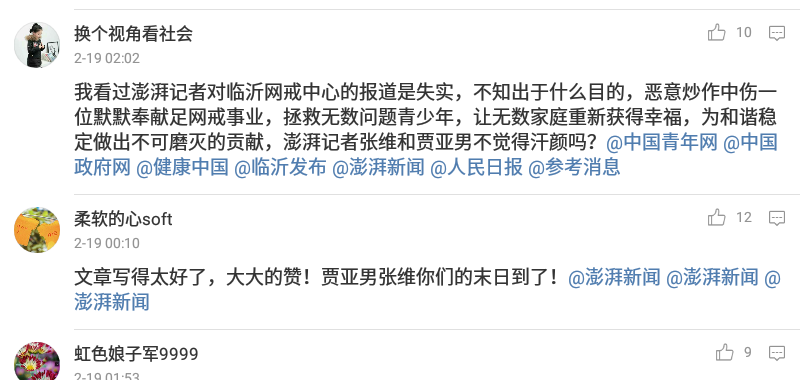 换个视角看社会
10
2-19 02:02
我看过澎湃记者对临沂网戒中心的报道是失实，不知出于什么目的，恶意炒作中伤一
位默默奉献足网戒事业，拯救无数问题青少年，让无数家庭重新获得幸福，为和谐稳
定做出不可磨灭的贡献，澎湃记者张维和贾亚男不觉得汗颜吗？@中国青年网 @中国
政府网 @健康中国 @临沂发布 @澎湃新闻 @人民日报 @参考消息
柔软的心soft
12
2-19 00:10
文章写得太好了，大大的赞！贾亚男张维你们的末日到了！@澎湃新闻 @澎湃新闻 @
澎湃新闻
虹色娘子军9999
9
2-19 01:53